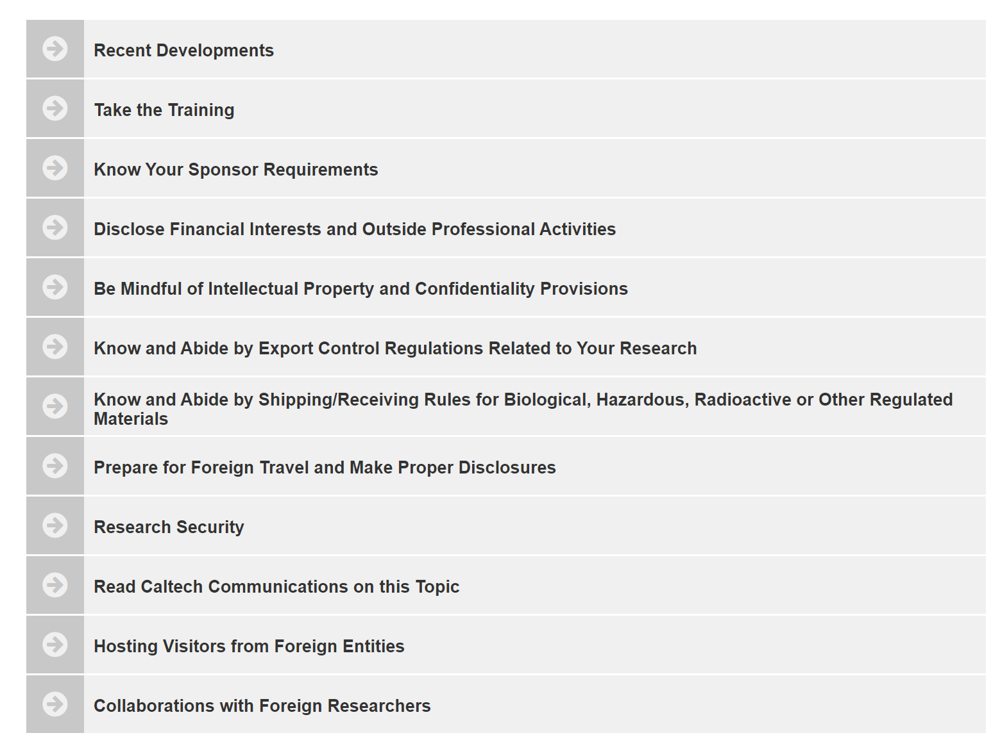 Recent Developments
Take the Training
Know Your Sponsor Requirements
Disclose Financial Interests and Outside Professional Activities
Be Mindful of Intellectual Property and Confidentiality Provisions
Know and Abide by Export Control Regulations Related to Your Research
Know and Abide by Shipping/Receiving Rules for Biological, Hazardous, Radioactive or Other Regulated
Materials
Prepare for Foreign Travel and Make Proper Disclosures
Research Security
Read Caltech Communications on this Topic
Hosting Visitors from Foreign Entities
Collaborations with Foreign Researchers